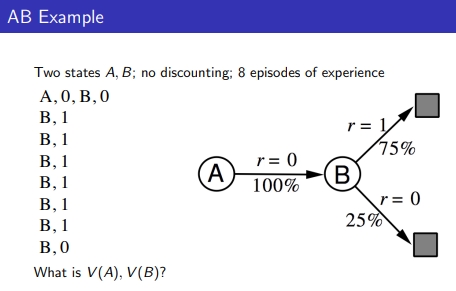 AB Example
Two states A, B; no discounting; 8 episodes of experience
A, 0, B, 0
B, 1
B, 1
B, 1
B, 1
B, 1
B, 1
B, 0
What is V(A), V(B)?
A
r = 0
100%
B
r = 1
75%
r = 0
25%